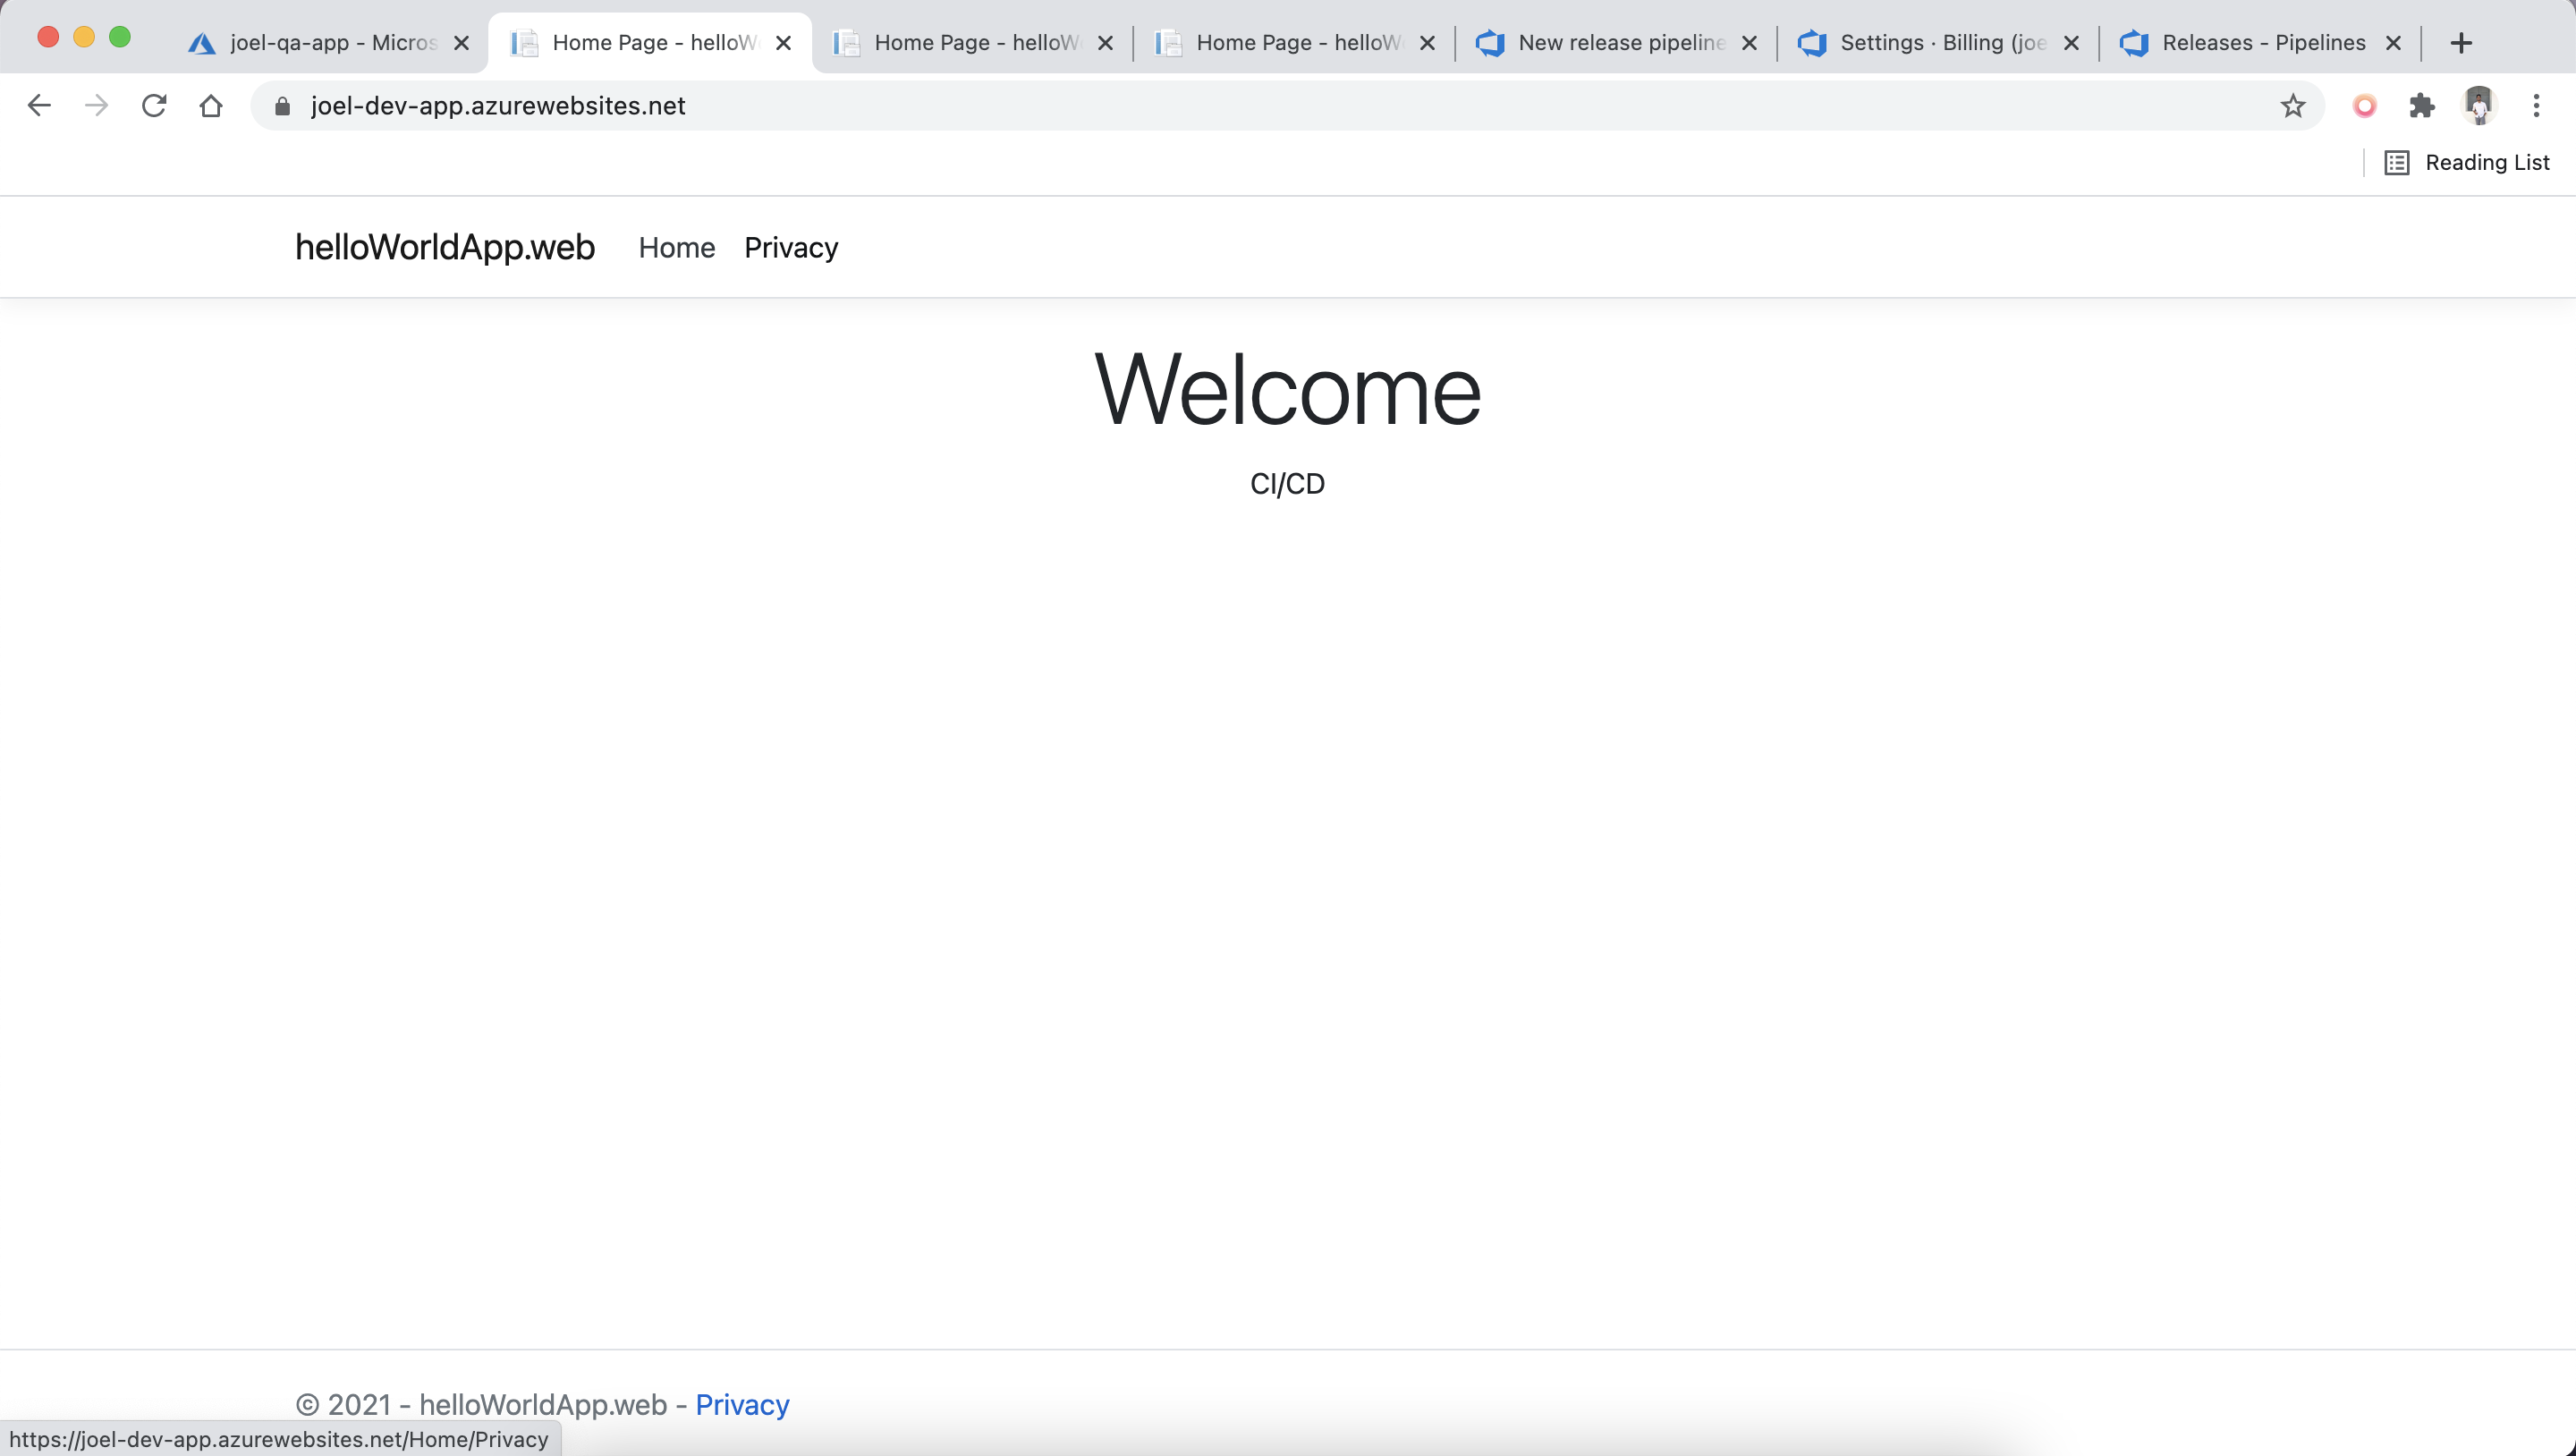 joel-qa-app - Micros
Home Page - helloW
Home Page - helloW
Home Page - helloW
New release pipeline
Settings · Billing (joe
Releases - Pipelines
joel-dev-app.azurewebsites.net
Reading List
helloWorldApp.web Home Privacy
Welcome
CI/CD
© 2021 - helloWorldApp.web - Privacy
https://joel-dev-app.azurewebsites.net/Home/Privacy